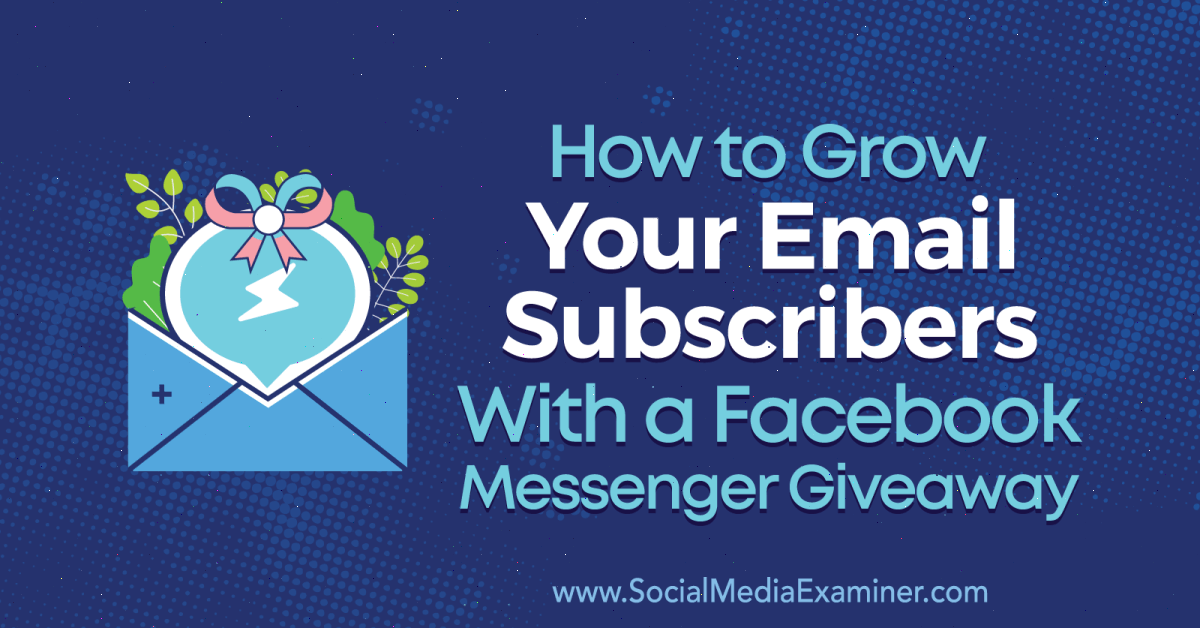 How to Grow
Your Email
Subscribers
With a Facebook
Messenger Giveaway
www.SocialMediaExaminer.com